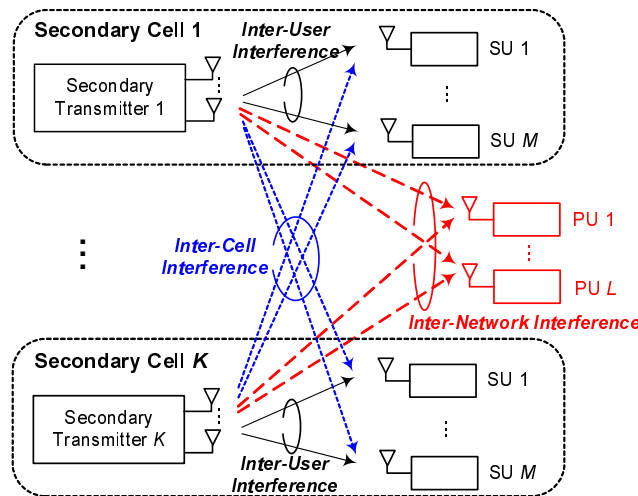 Secondary Cell 1
Inter-User
Interference
SU 1
Secondary
Transmitter 1
SU M
PU 1
Inter-Cell
Interference
PU L
Inter-Network Interference
Secondary Cell K
SU 1
Secondary
Transmitter K
Inter-User
Interference
SU M